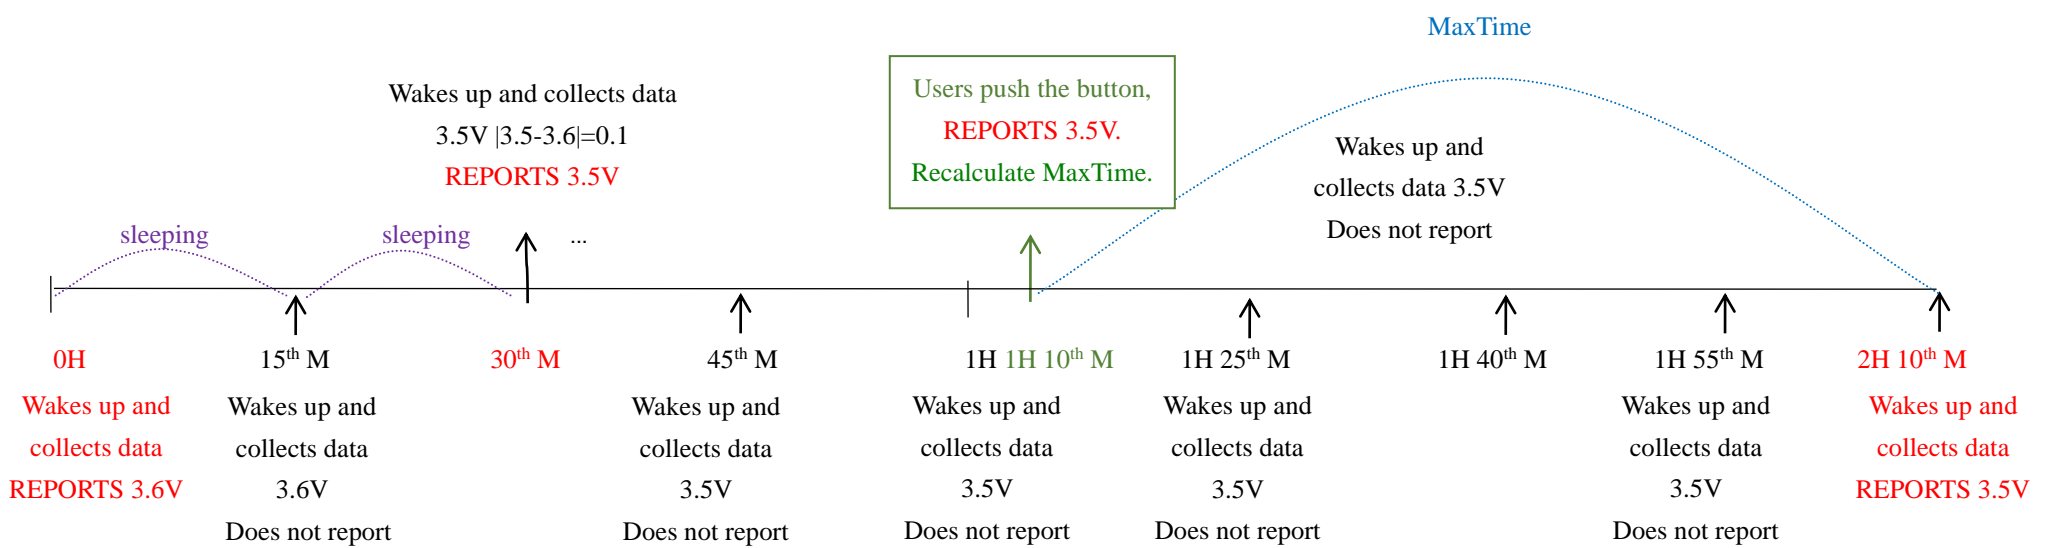 MaxTime
Wakes up and collects data
3.5V |3.5-3.6|=0.1
REPORTS 3.5V
Users push the button,
REPORTS 3.5V.
Recalculate MaxTime.
Wakes up and
collects data 3.5V
Does not report
sleeping
sleeping
...
0H
15th M
30th M
45th M
1H
1H 10th M
1H 25th M
1H 40th M
1H 55th M
2H 10th M
Wakes up and
collects data
REPORTS 3.6V
Wakes up and
collects data
3.6V
Does not report
Wakes up and
collects data
3.5V
Does not report
Wakes up and
collects data
3.5V
Does not report
Wakes up and
collects data
3.5V
Does not report
Wakes up and
collects data
3.5V
Does not report
Wakes up and
collects data
REPORTS 3.5V